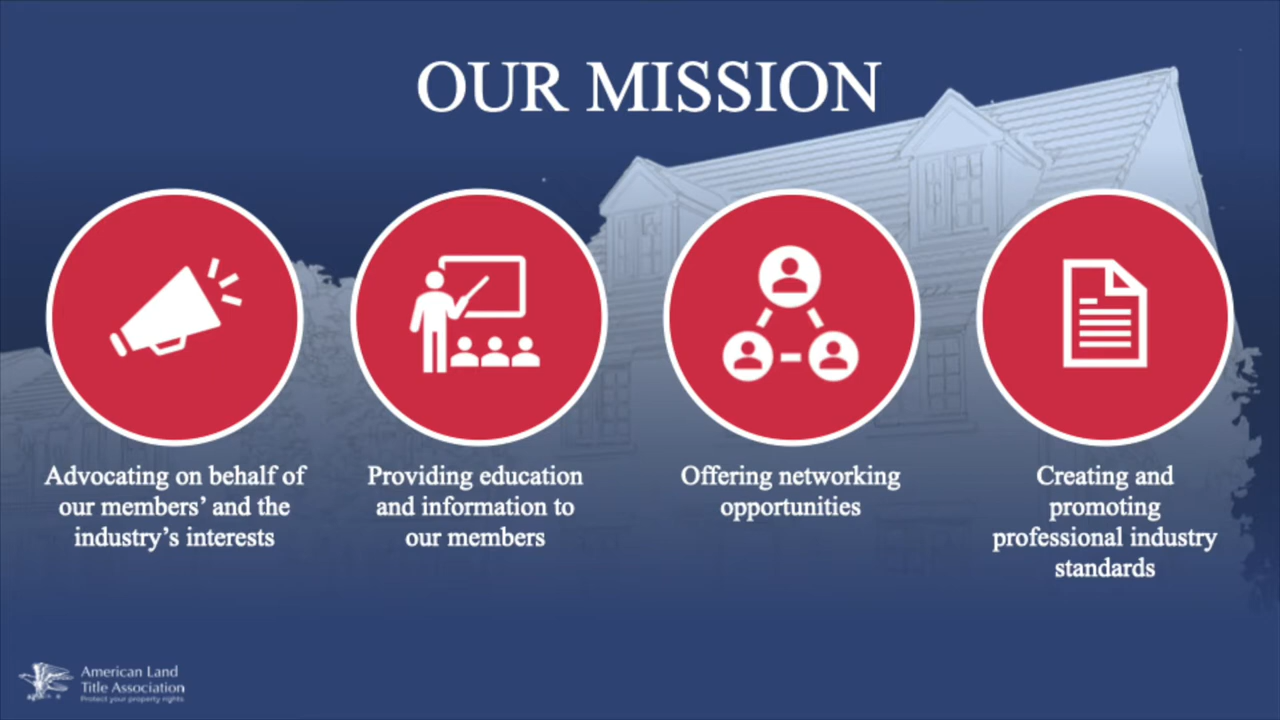 OUR MISSION
Advocating on behalf of
our members’ and the
industry’s interests
Providing education
and information to
our members
Offering networking
opportunities
Creating and
promoting
professional industry
standards
American Land
Title Association
Protect your property rights